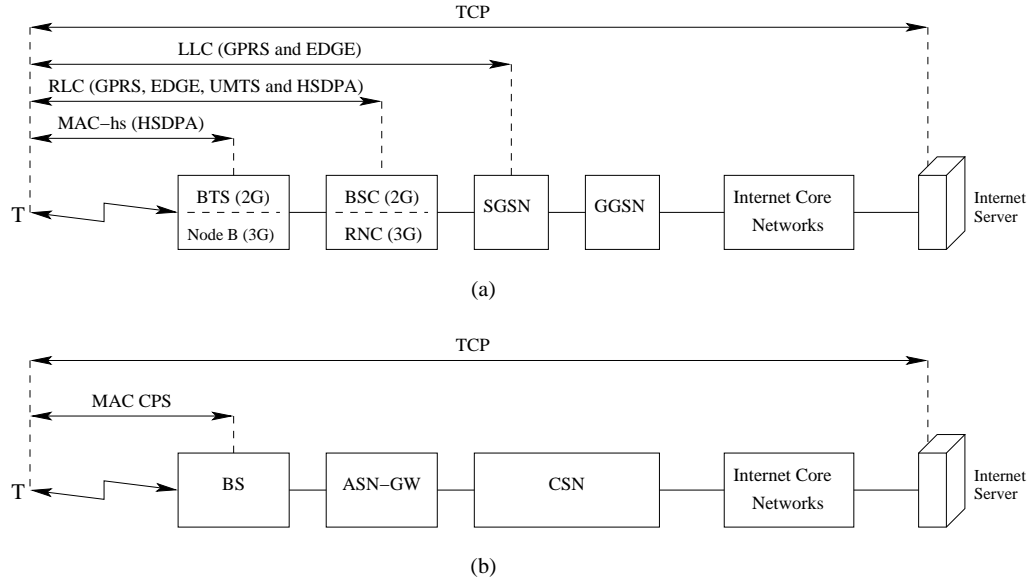 TCP
LLC (GPRS and EDGE)
RLC (GPRS, EDGE, UMTS and HSDPA)
MAC−hs (HSDPA)
T
BTS (2G)
Node B (3G)
BSC (2G)
RNC (3G)
SGSN
GGSN
Internet Core
Networks
Internet
Server
(a)
TCP
MAC CPS
T
BS
ASN−GW
CSN
Internet Core
Networks
Internet
Server
(b)